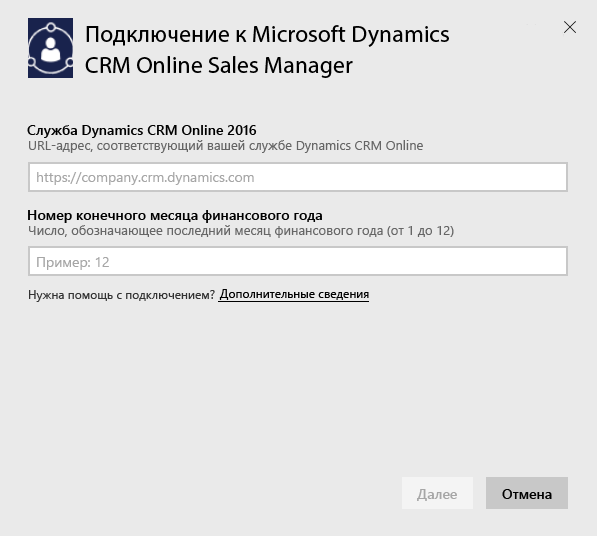 Подключение к Microsoft Dynamics
CRM Online Sales Manager
Служба Dynamics CRM Online 2016
URL-адрес, соответствующий вашей службе Dynamics CRM Online
https://company.crm.dynamics.com
Номер конечного месяца финансового года
Число, обозначающее последний месяц финансового года (от 1 до 12)
Пример: 12
Нужна помощь с подключением? Дополнительные сведения
Далее Отмена